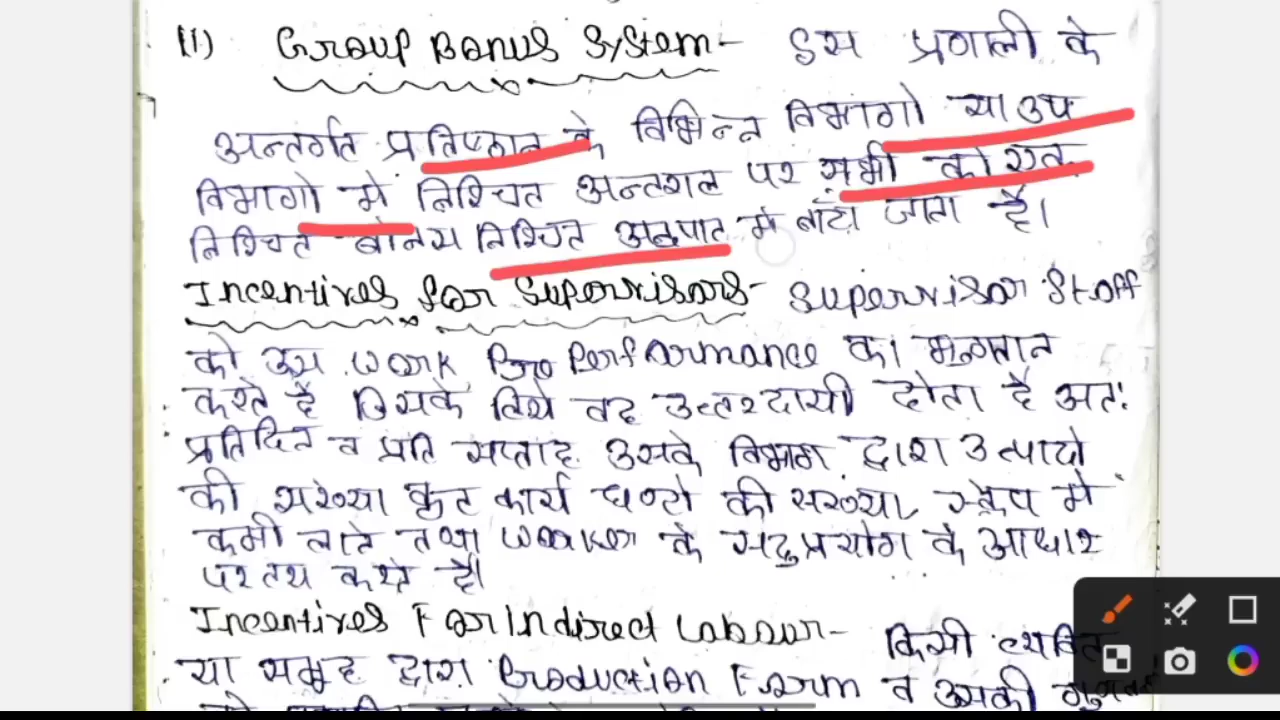 (ii) Group Bonus System- इस प्रणाली के
अन्तर्गत प्रतिष्ठान के विभिन्न विभागो या उप
विभागो में निश्चित अन्तराल पर सभी को एक
निश्चित बोनस निश्चित अनुपात में बांटा जाता है।
Incentives for Supervisors- Supervisor Staff
को उस work Pro Performance का भुगतान
करते है जिसके लिये वह उत्तरदायी होता है अतः
प्रतिदिन व प्रति सप्ताह उसके विभाग द्वारा उत्पादो
की संख्या कुल कार्य घण्टो की संख्या, स्क्रेप में
कमी लाते तथा Worker के सदुप्रयोग के आधार
पर तय करते है।
Incentives For Indirect Labour- किसी व्यक्ति
या समूह द्वारा Production Form व उसकी